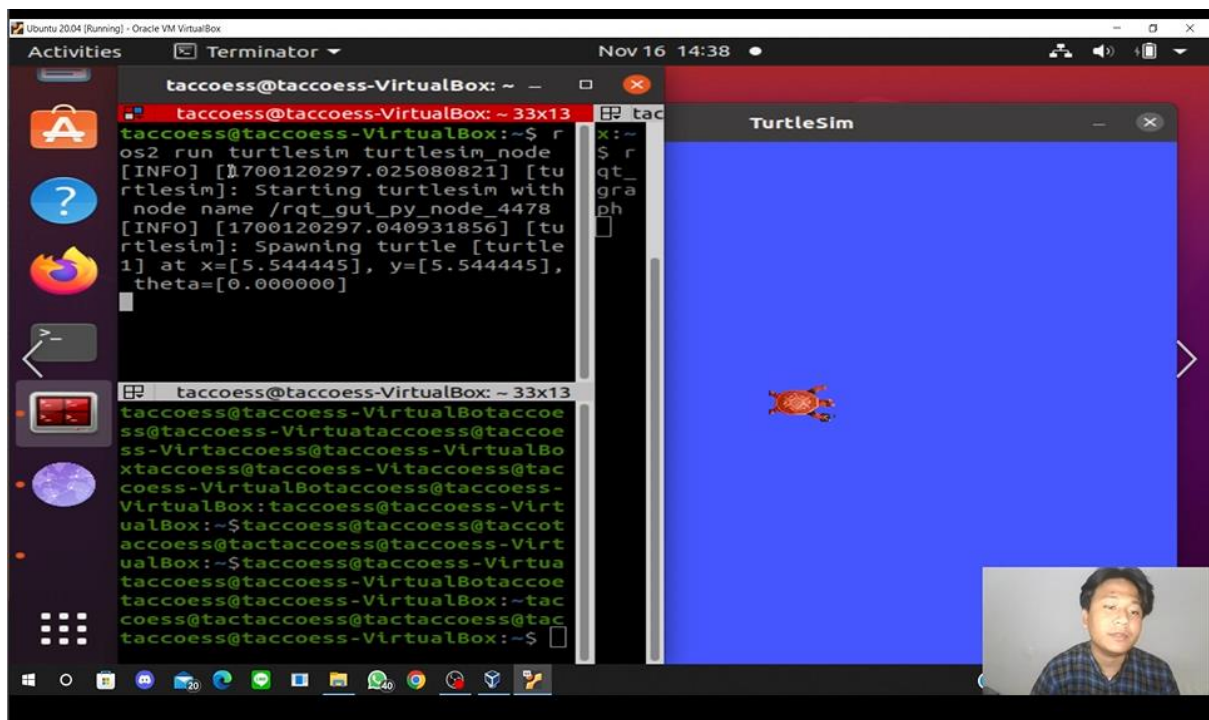 Ubuntu 20.04 [Running] - Oracle VM VirtualBox
Activities Terminator Nov 16 14:38
taccoess@taccoess-VirtualBox: ~
taccoess@taccoess-VirtualBox: ~ 33x13
taccoess@taccoess-VirtualBox:~$ r
os2 run turtlesim turtlesim_node
[INFO] [1700120297.025080821] [tu
rtlesim]: Starting turtlesim with
node name /rqt_gui_py_node_4478
[INFO] [1700120297.040931856] [tu
rtlesim]: Spawning turtle [turtle
1] at x=[5.544445], y=[5.544445],
theta=[0.000000]
tac
x:~
$ r
qt_
gra
ph
TurtleSim
taccoess@taccoess-VirtualBox: ~ 33x13
taccoess@taccoess-VirtualBotaccoe
ss@taccoess-Virtuataccoess@taccoe
ss-Virtaccoess@taccoess-VirtualBo
xtaccoess@taccoess-Vitaccoess@tac
coess-VirtualBotaccoess@taccoess-
VirtualBox:taccoess@taccoess-Virt
ualBox:~$taccoess@taccoess@taccot
accoess@tactaccoess@taccoess-Virt
ualBox:~$taccoess@taccoess-Virtua
taccoess@taccoess-VirtualBotaccoe
taccoess@taccoess-VirtualBox:~tac
coess@taccoess@tactactaccoess@tac
taccoess@taccoess-VirtualBox:~$
20
40